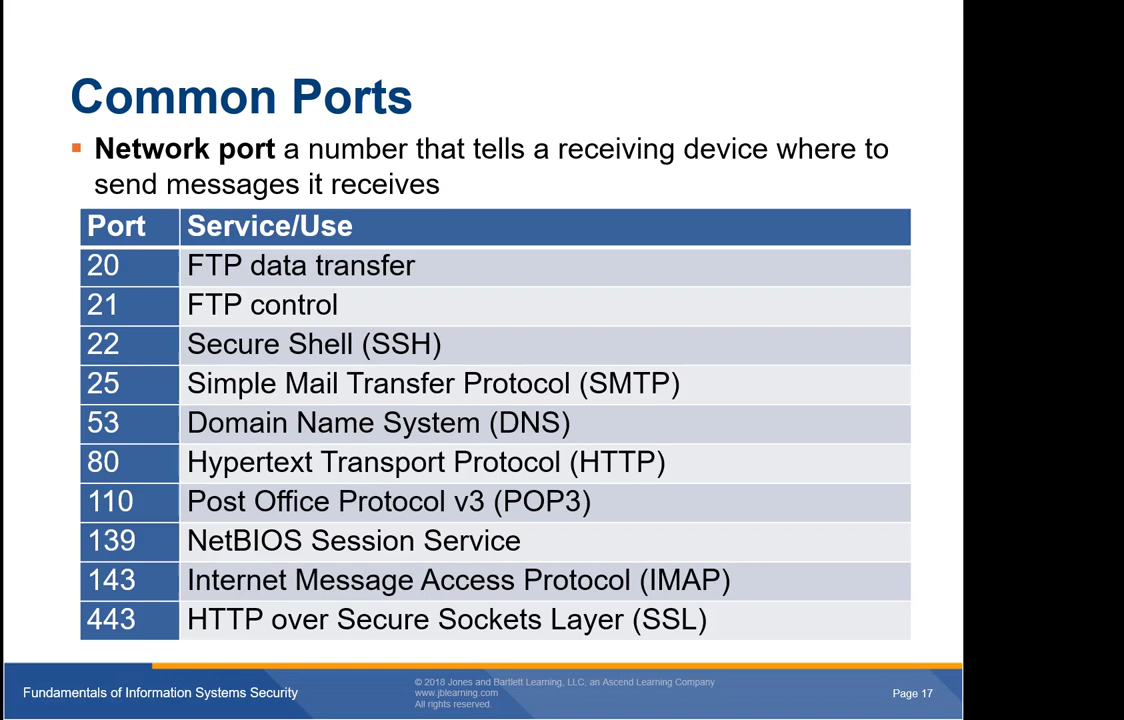 Common Ports
▪ Network port a number that tells a receiving device where to
send messages it receives
Port Service/Use
20 FTP data transfer
21 FTP control
22 Secure Shell (SSH)
25 Simple Mail Transfer Protocol (SMTP)
53 Domain Name System (DNS)
80 Hypertext Transport Protocol (HTTP)
110 Post Office Protocol v3 (POP3)
139 NetBIOS Session Service
143 Internet Message Access Protocol (IMAP)
443 HTTP over Secure Sockets Layer (SSL)
Fundamentals of Information Systems Security
© 2018 Jones and Bartlett Learning, LLC, an Ascend Learning Company
www.jblearning.com
All rights reserved.
Page 17